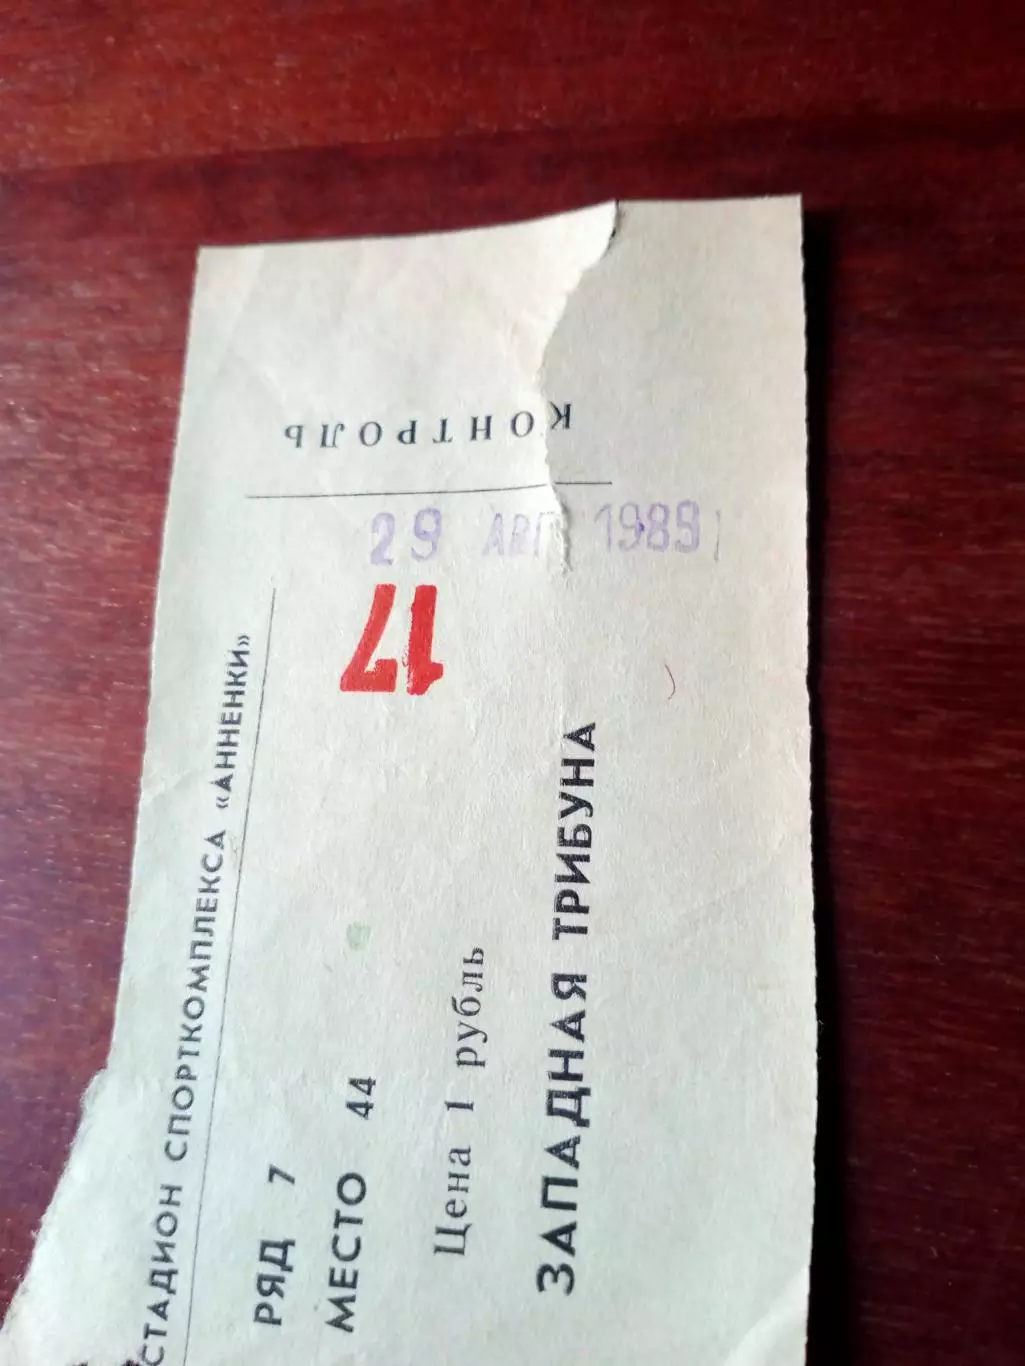 КОНТРОЛЬ
29 АВГ 1989
17
СТАДИОН СПОРТКОМПЛЕКСА «АННЕНКИ»
РЯД 7
МЕСТО 44
Цена 1 рубль
ЗАПАДНАЯ ТРИБУНА